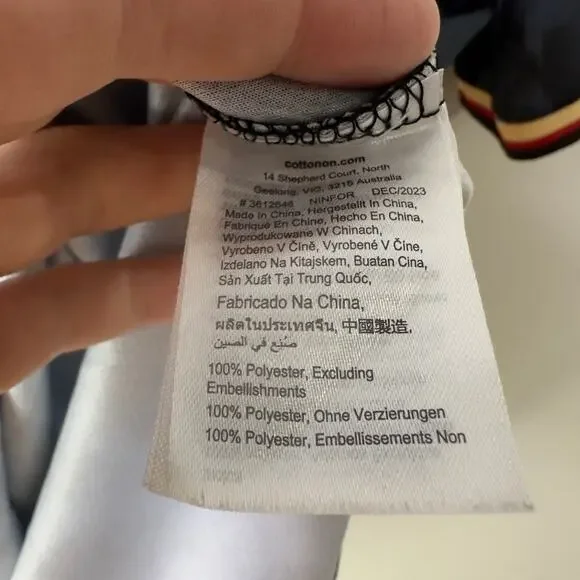 cottonon.com
14 Shepherd Court, North
Geelong, VIC, 3215 Australia
# 3612646 NINFOR DEC/2023
Made In China, Hergestellt In China,
Fabriqué En Chine, Hecho En China,
Wyprodukowane W Chinach,
Vyrobeno V Číně, Vyrobené V Číne,
Izdelano Na Kitajskem, Buatan Cina,
Sản Xuất Tại Trung Quốc,
Fabricado Na China,
ผลิตในประเทศจีน, 中國製造,
صُنِع في الصين
100% Polyester, Excluding
Embellishments
100% Polyester, Ohne Verzierungen
100% Polyester, Embellissements Non